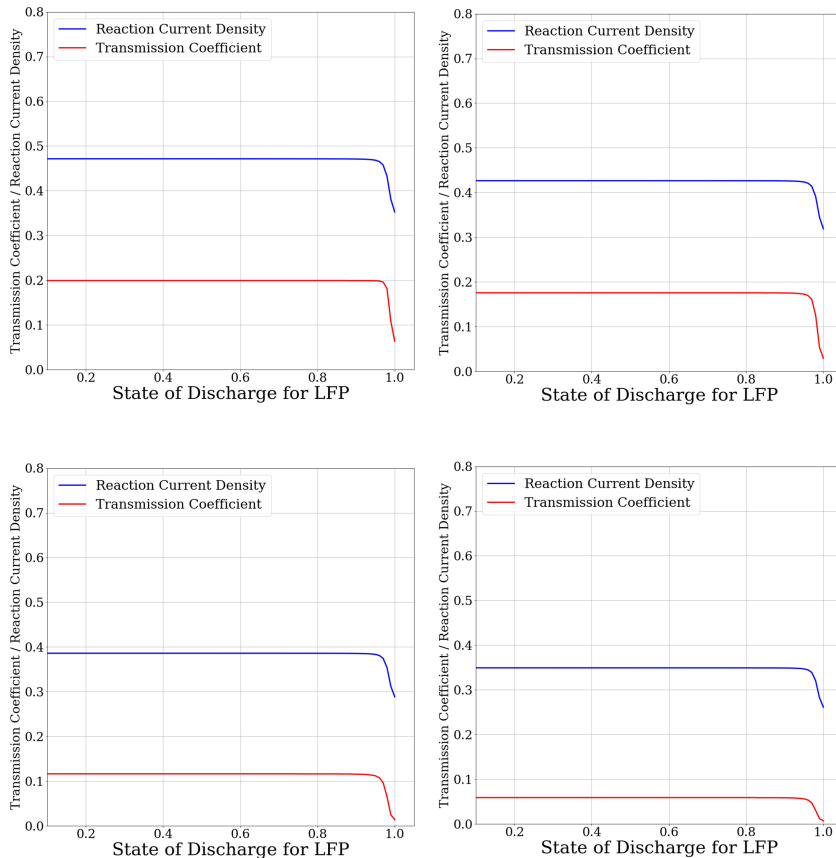 Reaction Current Density
Transmission Coefficient
Transmission Coefficient / Reaction Current Density
0.8
0.7
0.6
0.5
0.4
0.3
0.2
0.1
0.0
0.2 0.4 0.6 0.8 1.0
State of Discharge for LFP
Reaction Current Density
Transmission Coefficient
Transmission Coefficient / Reaction Current Density
0.8
0.7
0.6
0.5
0.4
0.3
0.2
0.1
0.0
0.2 0.4 0.6 0.8 1.0
State of Discharge for LFP
Reaction Current Density
Transmission Coefficient
Transmission Coefficient / Reaction Current Density
0.8
0.7
0.6
0.5
0.4
0.3
0.2
0.1
0.0
0.2 0.4 0.6 0.8 1.0
State of Discharge for LFP
Reaction Current Density
Transmission Coefficient
Transmission Coefficient / Reaction Current Density
0.8
0.7
0.6
0.5
0.4
0.3
0.2
0.1
0.0
0.2 0.4 0.6 0.8 1.0
State of Discharge for LFP